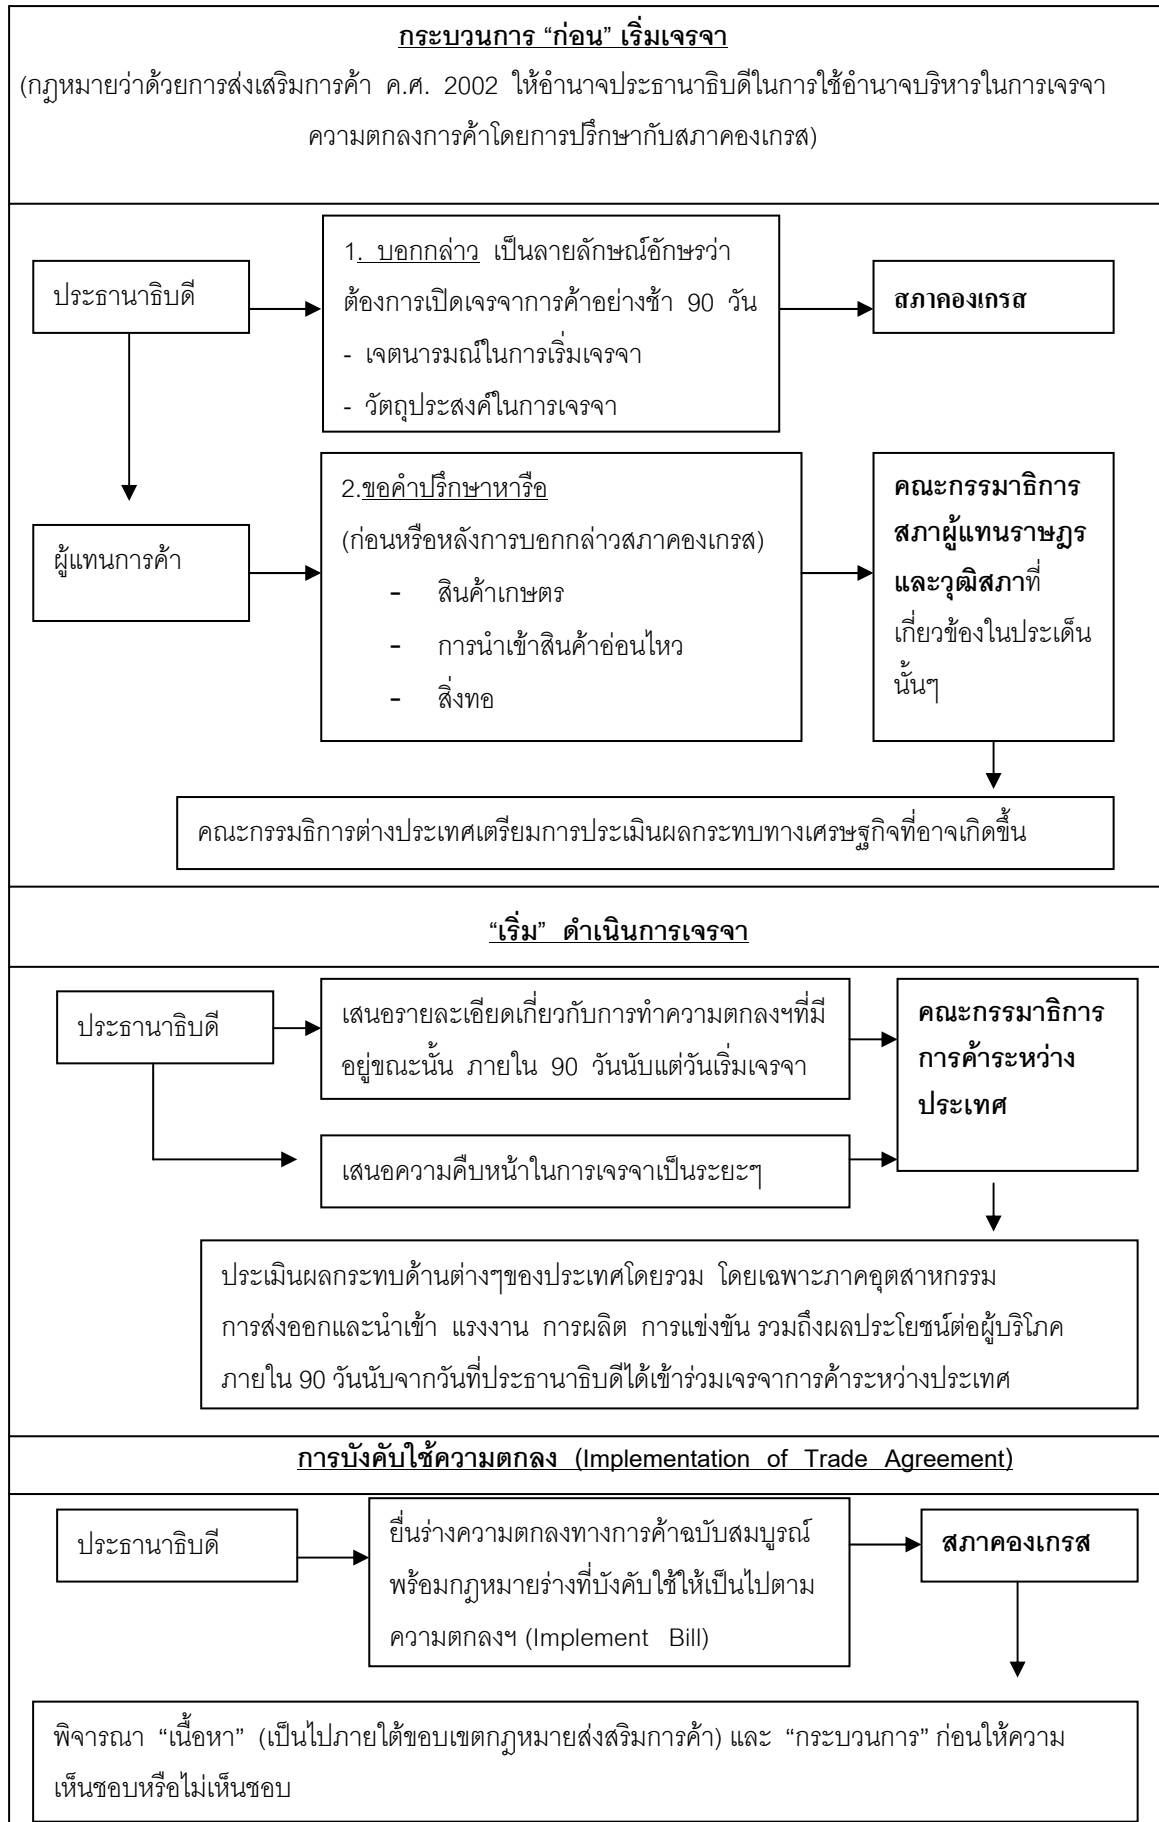 กระบวนการ “ก่อน” เริ่มเจรจา
(กฎหมายว่าด้วยการส่งเสริมการค้า ค.ศ. 2002 ให้อำนาจประธานาธิบดีในการใช้อำนาจบริหารในการเจรจา
ความตกลงการค้าโดยการปรึกษากับสภาคองเกรส)
ประธานาธิบดี
1. บอกกล่าว เป็นลายลักษณ์อักษรว่า
ต้องการเปิดเจรจาการค้าอย่างช้า 90 วัน
- เจตนารมณ์ในการเริ่มเจรจา
- วัตถุประสงค์ในการเจรจา
สภาคองเกรส
ผู้แทนการค้า
2.ขอคำปรึกษาหารือ
(ก่อนหรือหลังการบอกกล่าวสภาคองเกรส)
- สินค้าเกษตร
- การนำเข้าสินค้าอ่อนไหว
- สิ่งทอ
คณะกรรมาธิการ
สภาผู้แทนราษฎร
และวุฒิสภาที่
เกี่ยวข้องในประเด็น
นั้นๆ
คณะกรรมธิการต่างประเทศเตรียมการประเมินผลกระทบทางเศรษฐกิจที่อาจเกิดขึ้น
“เริ่ม” ดำเนินการเจรจา
ประธานาธิบดี
เสนอรายละเอียดเกี่ยวกับการทำความตกลงฯที่มี
อยู่ขณะนั้น ภายใน 90 วันนับแต่วันเริ่มเจรจา
เสนอความคืบหน้าในการเจรจาเป็นระยะๆ
คณะกรรมาธิการ
การค้าระหว่าง
ประเทศ
ประเมินผลกระทบด้านต่างๆของประเทศโดยรวม โดยเฉพาะภาคอุตสาหกรรม
การส่งออกและนำเข้า แรงงาน การผลิต การแข่งขัน รวมถึงผลประโยชน์ต่อผู้บริโภค
ภายใน 90 วันนับจากวันที่ประธานาธิบดีได้เข้าร่วมเจรจาการค้าระหว่างประเทศ
การบังคับใช้ความตกลง (Implementation of Trade Agreement)
ประธานาธิบดี
ยื่นร่างความตกลงทางการค้าฉบับสมบูรณ์
พร้อมกฎหมายร่างที่บังคับใช้ให้เป็นไปตาม
ความตกลงฯ (Implement Bill)
สภาคองเกรส
พิจารณา “เนื้อหา” (เป็นไปภายใต้ขอบเขตกฎหมายส่งสริมการค้า) และ “กระบวนการ” ก่อนให้ความ
เห็นชอบหรือไม่เห็นชอบ